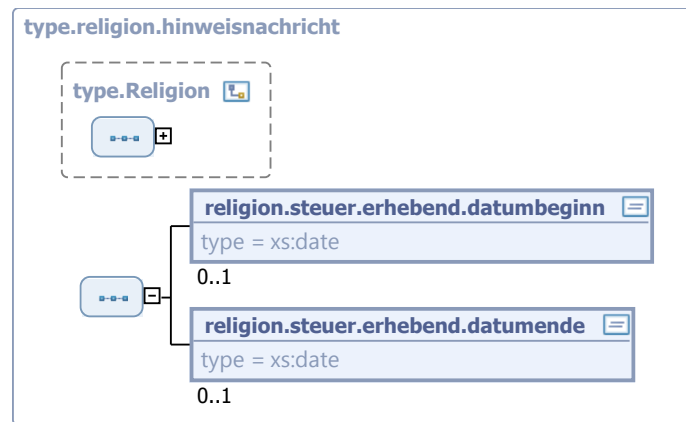 type.religion.hinweisnachricht
type.Religion
religion.steuer.erhebend.datumbeginn
type = xs:date
0..1
religion.steuer.erhebend.datumende
type = xs:date
0..1